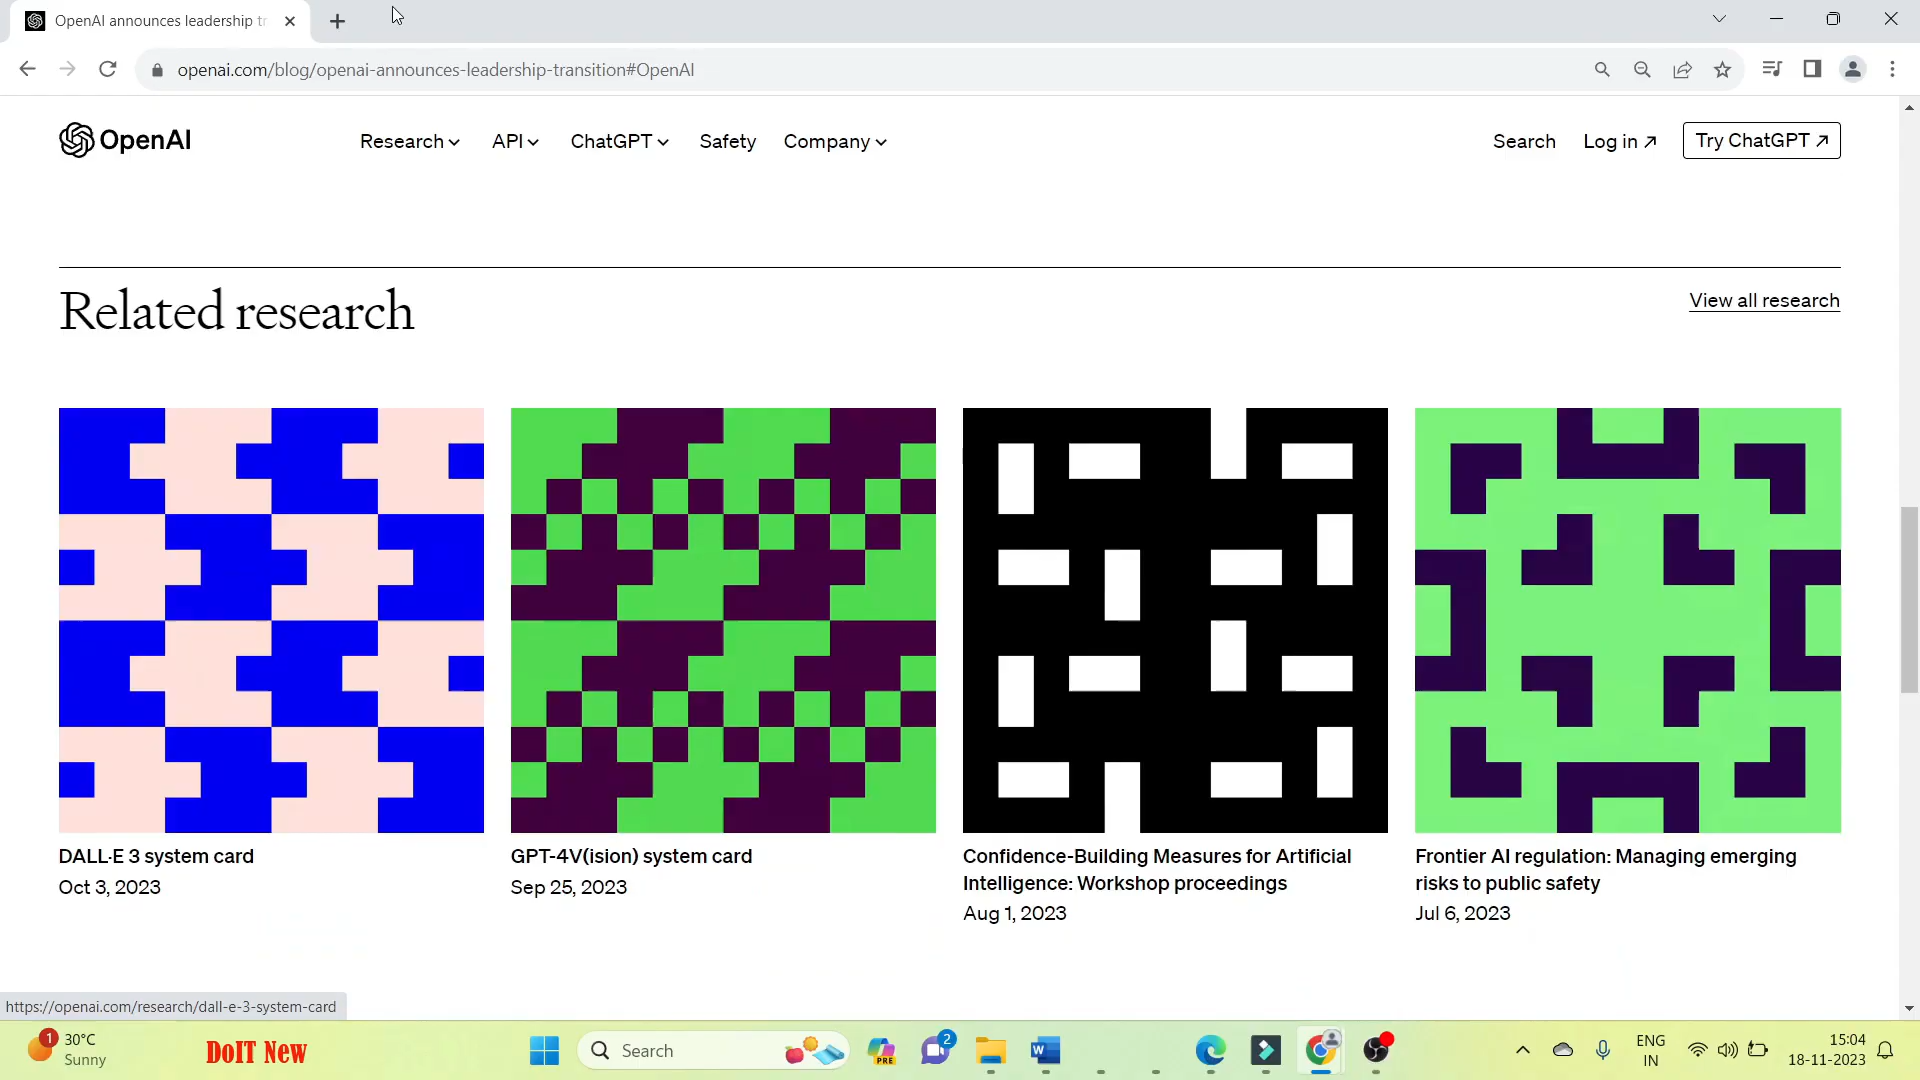 OpenAI announces leadership tr
openai.com/blog/openai-announces-leadership-transition#OpenAI
OpenAI
Research
API
ChatGPT
Safety
Company
Search
Log in ↗
Try ChatGPT ↗
Related research
View all research
DALL·E 3 system card
Oct 3, 2023
GPT-4V(ision) system card
Sep 25, 2023
Confidence-Building Measures for Artificial
Intelligence: Workshop proceedings
Aug 1, 2023
Frontier AI regulation: Managing emerging
risks to public safety
Jul 6, 2023
https://openai.com/research/dall-e-3-system-card
1
30°C
Sunny
DoIT New
Search
PRE
2
W
ENG
IN
15:04
18-11-2023